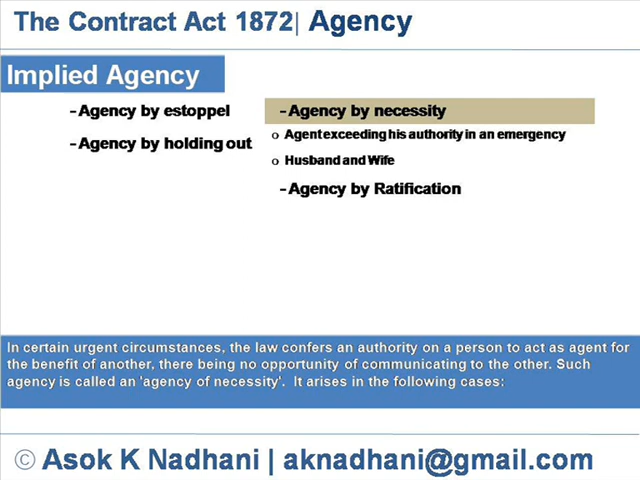 The Contract Act 1872| Agency
Implied Agency
- Agency by estoppel
- Agency by holding out
- Agency by necessity
o Agent exceeding his authority in an emergency
o Husband and Wife
- Agency by Ratification
In certain urgent circumstances, the law confers an authority on a person to act as agent for
the benefit of another, there being no opportunity of communicating to the other. Such
agency is called an 'agency of necessity'. It arises in the following cases:
© Asok K Nadhani | aknadhani@gmail.com